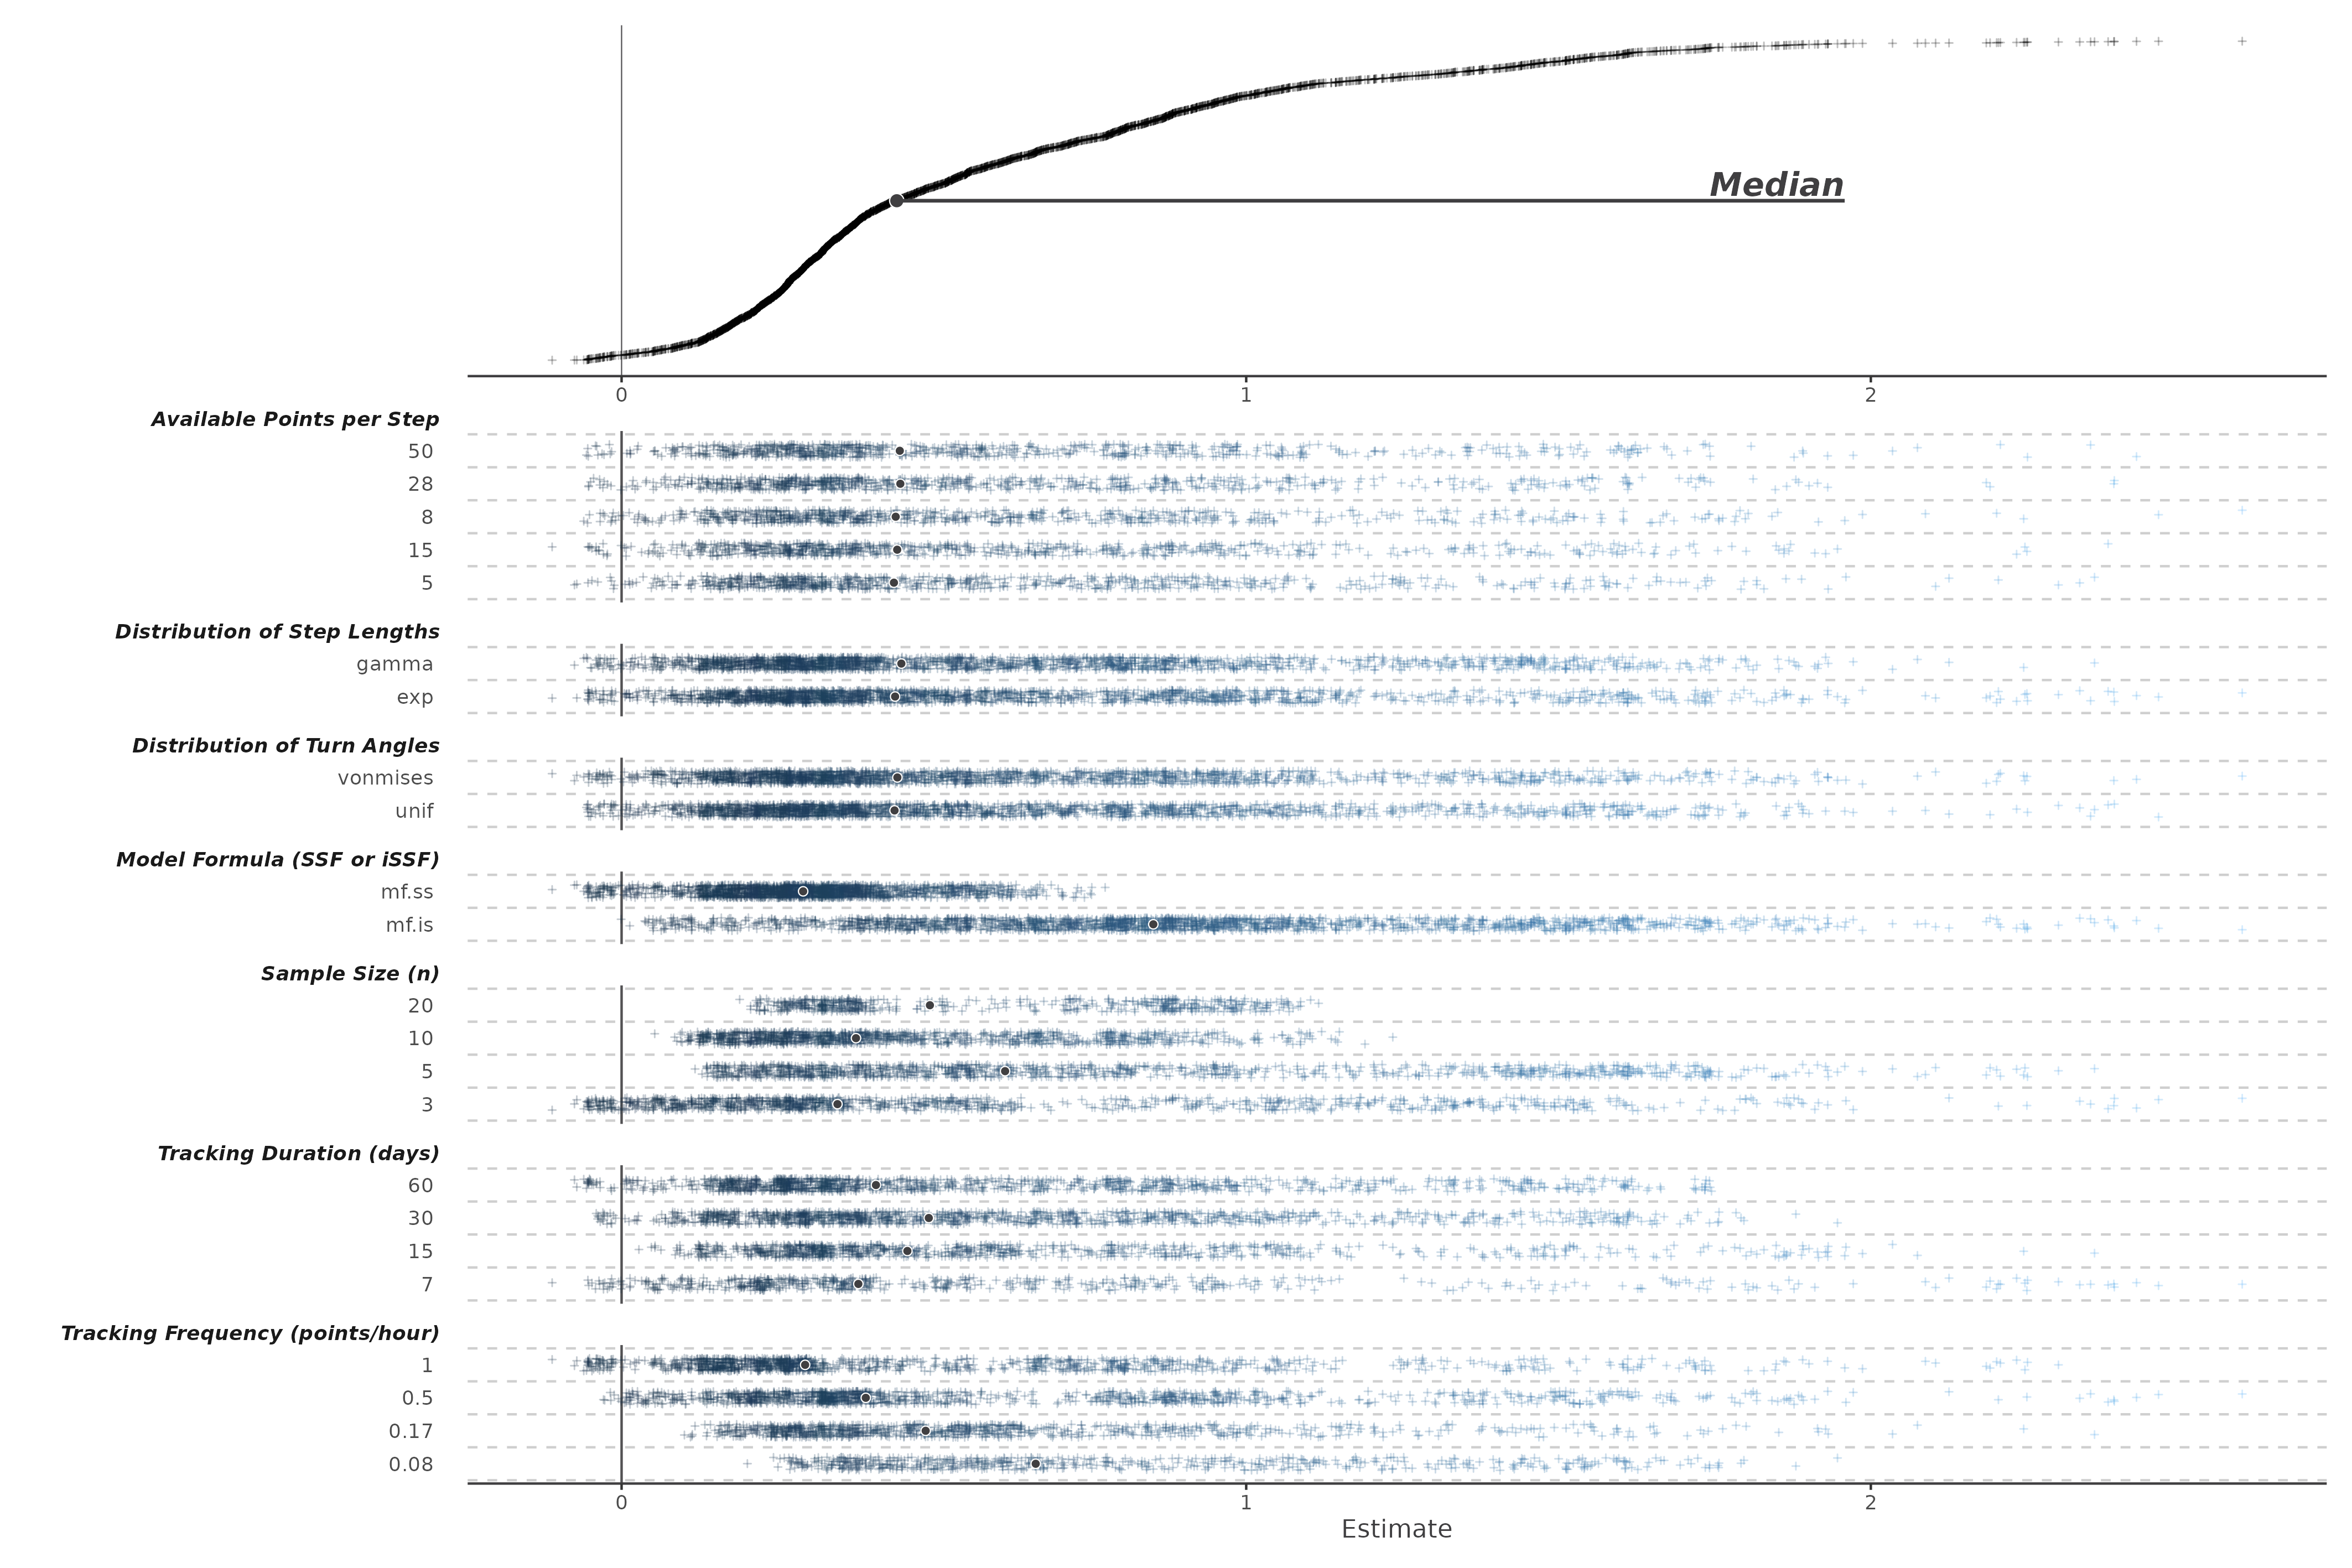 Median
0 1 2
Available Points per Step
50
28
8
15
5
Distribution of Step Lengths
gamma
exp
Distribution of Turn Angles
vonmises
unif
Model Formula (SSF or iSSF)
mf.ss
mf.is
Sample Size (n)
20
10
5
3
Tracking Duration (days)
60
30
15
7
Tracking Frequency (points/hour)
1
0.5
0.17
0.08
0 1 2
Estimate